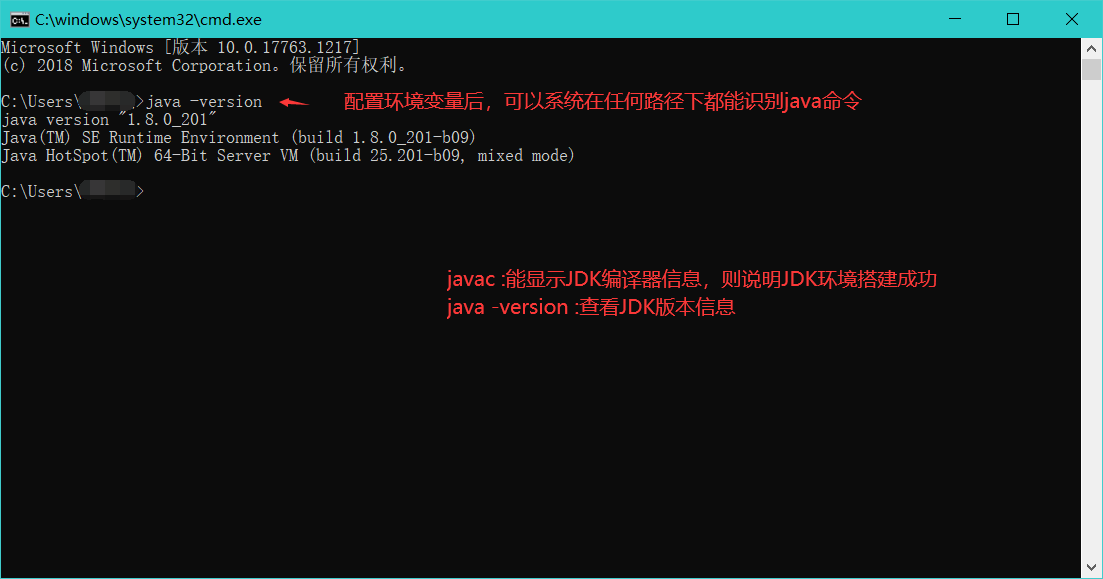 C:\windows\system32\cmd.exe
Microsoft Windows [版本 10.0.17763.1217]
(c) 2018 Microsoft Corporation。保留所有权利。
C:\Users\ >java -version 配置环境变量后，可以系统在任何路径下都能识别java命令
java version "1.8.0_201"
Java(TM) SE Runtime Environment (build 1.8.0_201-b09)
Java HotSpot(TM) 64-Bit Server VM (build 25.201-b09, mixed mode)
C:\Users\ >
javac :能显示JDK编译器信息，则说明JDK环境搭建成功
java -version :查看JDK版本信息